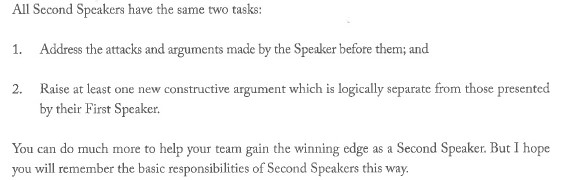 All Second Speakers have the same two tasks:
1. Address the attacks and arguments made by the Speaker before them; and
2. Raise at least one new constructive argument which is logically separate from those presented
by their First Speaker.
You can do much more to help your team gain the winning edge as a Second Speaker. But I hope
you will remember the basic responsibilities of Second Speakers this way.